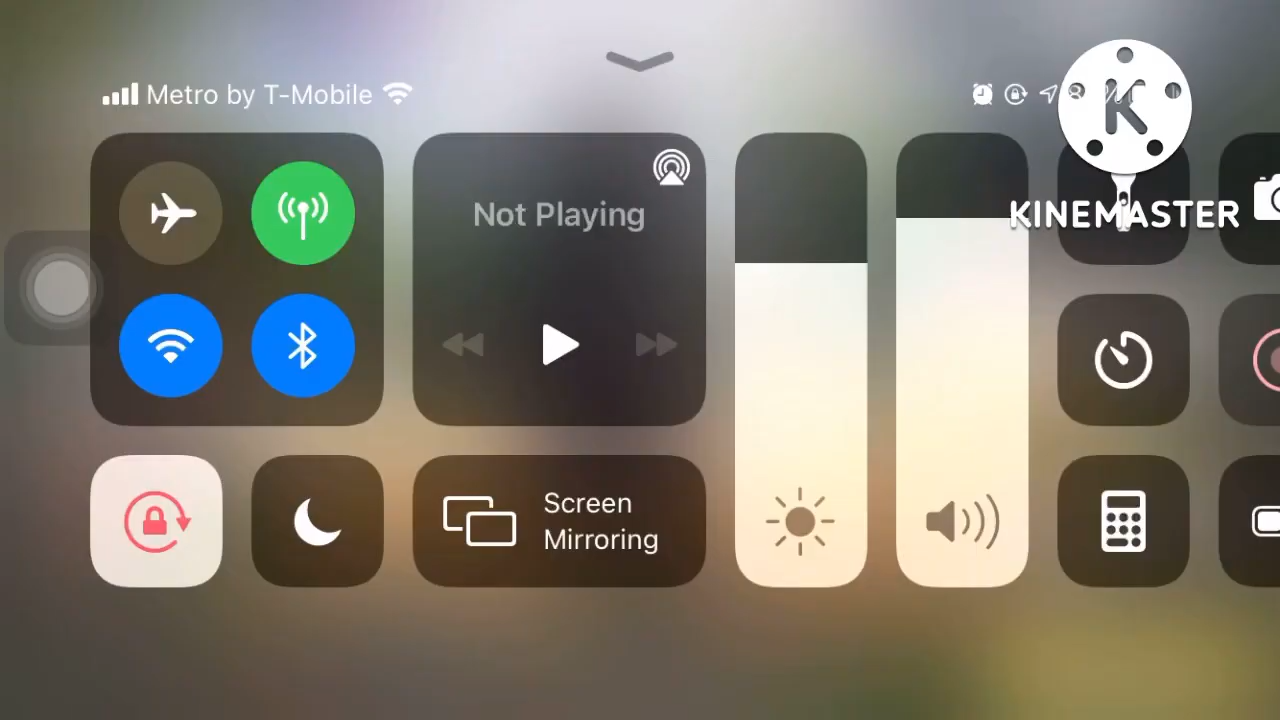 Metro by T-Mobile
Not Playing
KINEMASTER
Screen
Mirroring